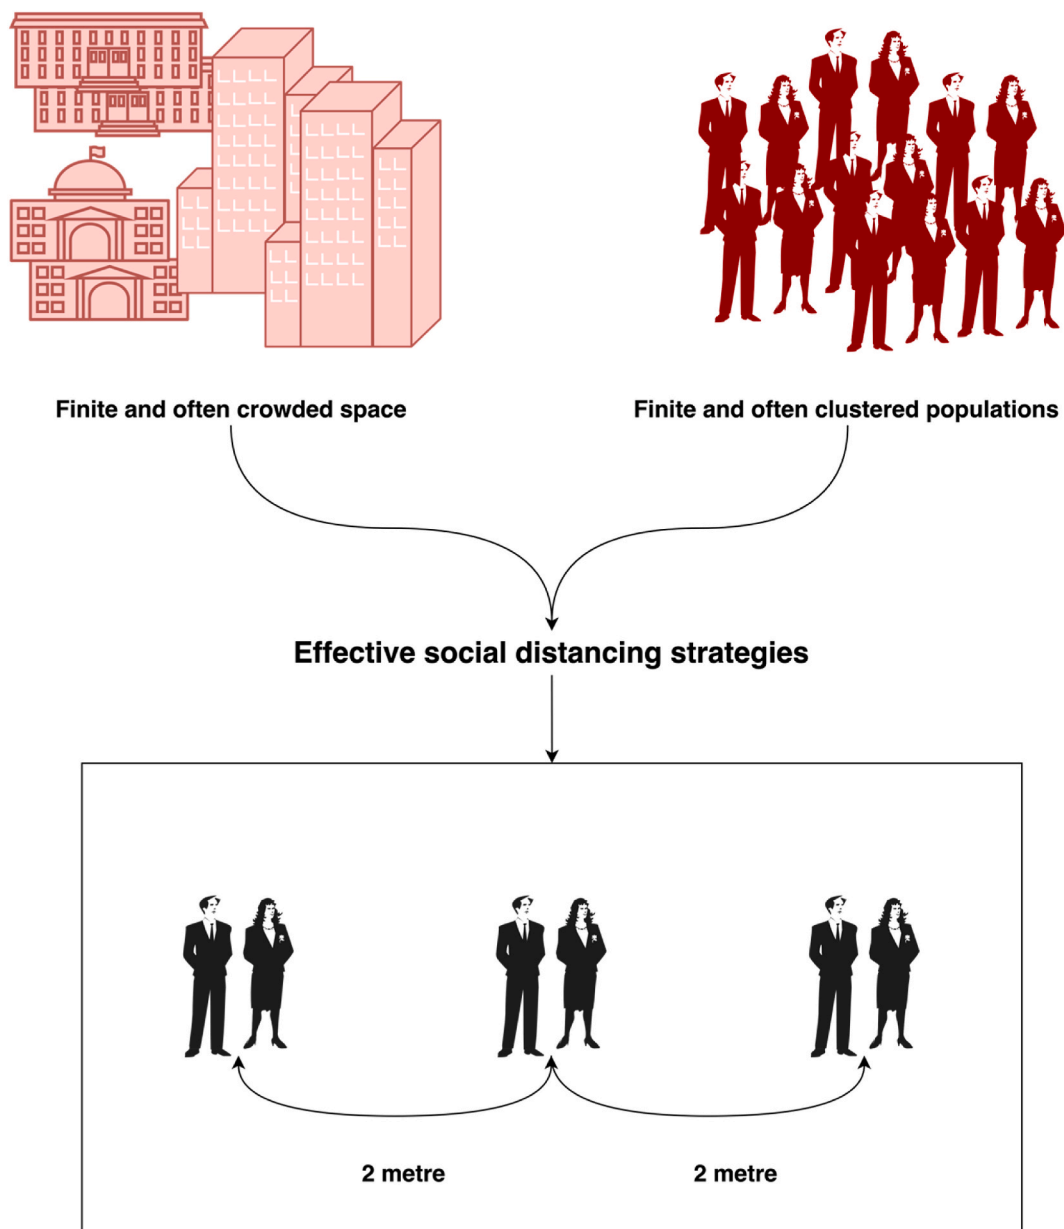 Finite and often crowded space
Finite and often clustered populations
Effective social distancing strategies
2 metre
2 metre